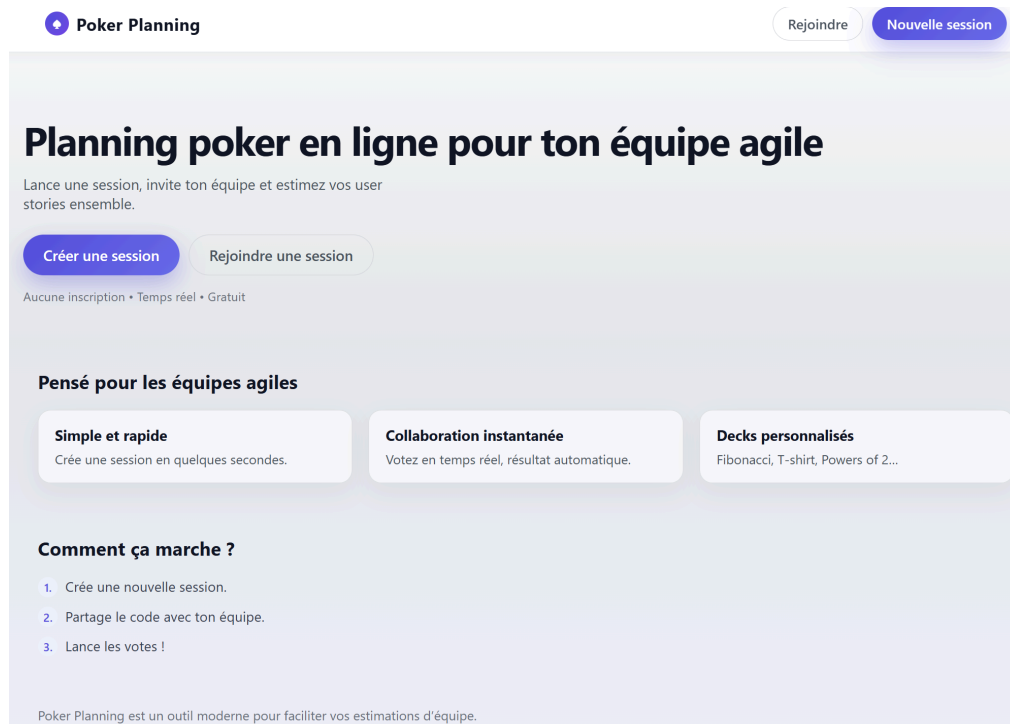 Poker Planning
Rejoindre
Nouvelle session
Planning poker en ligne pour ton équipe agile
Lance une session, invite ton équipe et estimez vos user
stories ensemble.
Créer une session
Rejoindre une session
Aucune inscription • Temps réel • Gratuit
Pensé pour les équipes agiles
Simple et rapide
Crée une session en quelques secondes.
Collaboration instantanée
Votez en temps réel, résultat automatique.
Decks personnalisés
Fibonacci, T-shirt, Powers of 2...
Comment ça marche ?
1. Crée une nouvelle session.
2. Partage le code avec ton équipe.
3. Lance les votes !
Poker Planning est un outil moderne pour faciliter vos estimations d'équipe.